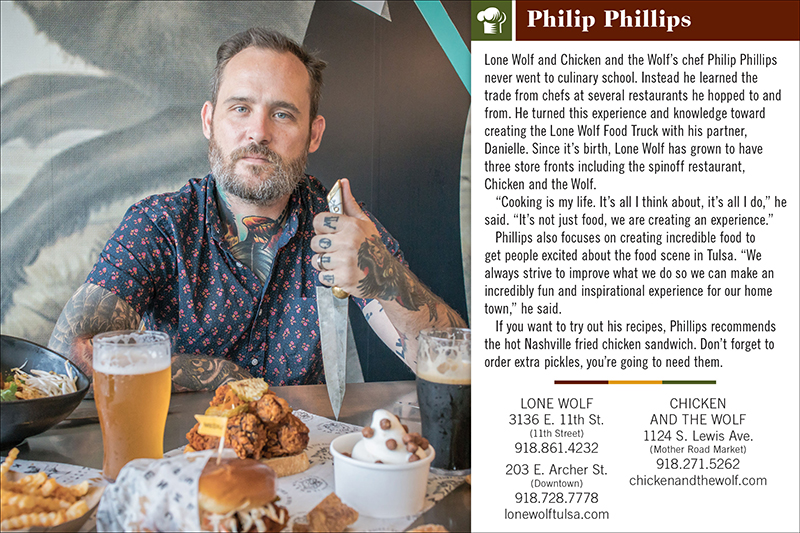 Philip Phillips
Lone Wolf and Chicken and the Wolf's chef Philip Phillips
never went to culinary school. Instead he learned the
trade from chefs at several restaurants he hopped to and
from. He turned this experience and knowledge toward
creating the Lone Wolf Food Truck with his partner,
Danielle. Since it's birth, Lone Wolf has grown to have
three store fronts including the spinoff restaurant,
Chicken and the Wolf.
"Cooking is my life. It's all I think about, it's all I do," he
said. "It's not just food, we are creating an experience."
Phillips also focuses on creating incredible food to
get people excited about the food scene in Tulsa. "We
always strive to improve what we do so we can make an
incredibly fun and inspirational experience for our home
town," he said.
If you want to try out his recipes, Phillips recommends
the hot Nashville fried chicken sandwich. Don't forget to
order extra pickles, you're going to need them.
LONE WOLF
3136 E. 11th St.
(11th Street)
918.861.4232
203 E. Archer St.
(Downtown)
918.728.7778
lonewolftulsa.com
CHICKEN
AND THE WOLF
1124 S. Lewis Ave.
(Mother Road Market)
918.271.5262
chickenandthewolf.com